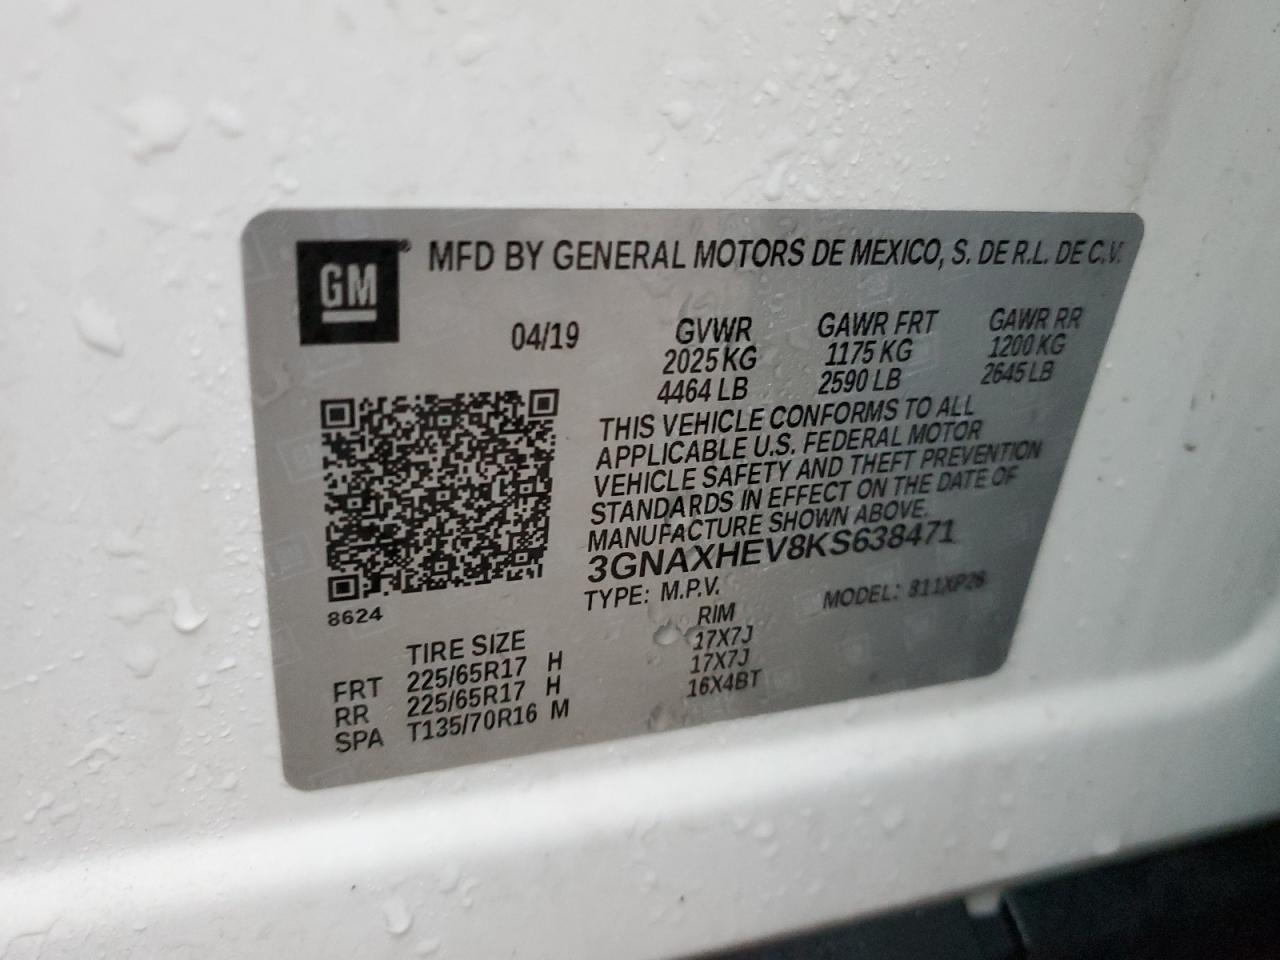 GM® MFD BY GENERAL MOTORS DE MEXICO, S. DE R.L. DE C.V.
04/19 GVWR GAWR FRT GAWR RR
2025 KG 1175 KG 1200 KG
4464 LB 2590 LB 2645 LB
THIS VEHICLE CONFORMS TO ALL
APPLICABLE U.S. FEDERAL MOTOR
VEHICLE SAFETY AND THEFT PREVENTION
STANDARDS IN EFFECT ON THE DATE OF
MANUFACTURE SHOWN ABOVE.
3GNAXHEV8KS638471
TYPE: M.P.V. MODEL: 811XP26
8624
TIRE SIZE RIM
FRT 225/65R17 H 17X7J
RR 225/65R17 H 17X7J
SPA T135/70R16 M 16X4BT